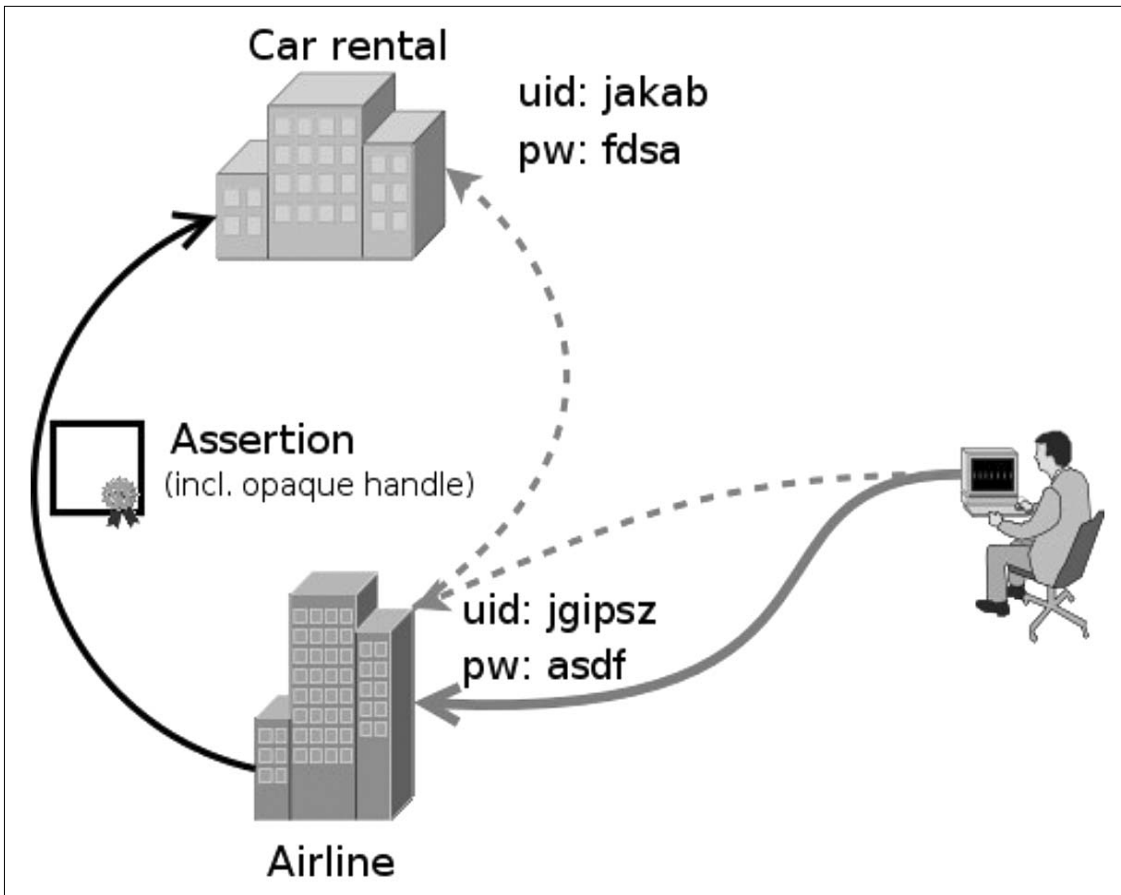 Car rental
uid: jakab
pw: fdsa
Assertion
(incl. opaque handle)
uid: jgipsz
pw: asdf
Airline